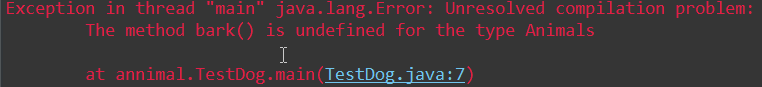 Exception in thread "main" java.lang.Error: Unresolved compilation problem:
The method bark() is undefined for the type Animals
at annimal.TestDog.main(TestDog.java:7)